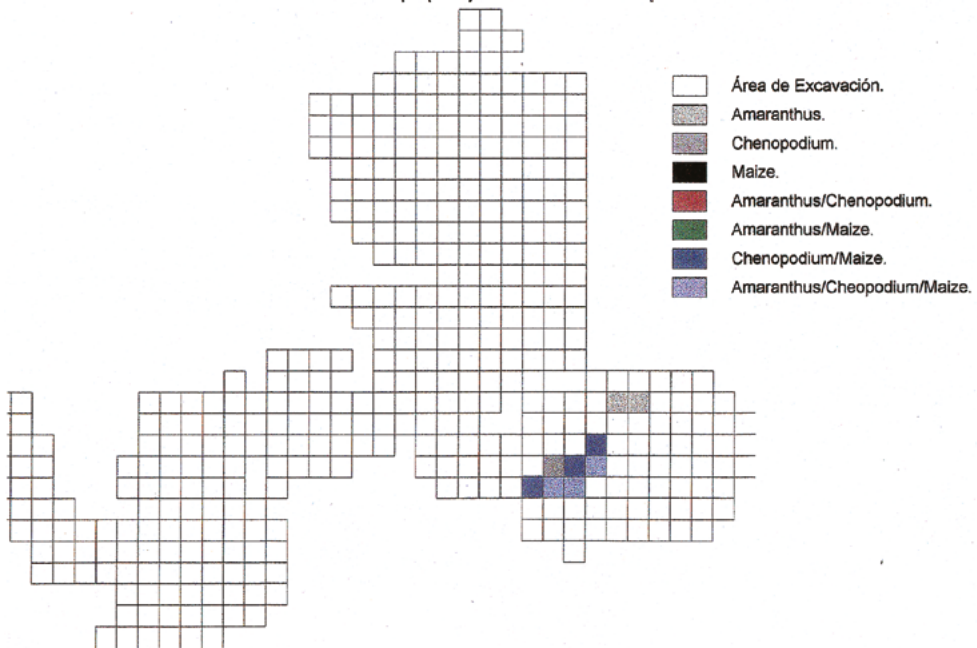 Área de Excavación.
Amaranthus.
Chenopodium.
Maize.
Amaranthus/Chenopodium.
Amaranthus/Maize.
Chenopodium/Maize.
Amaranthus/Cheopodium/Maize.